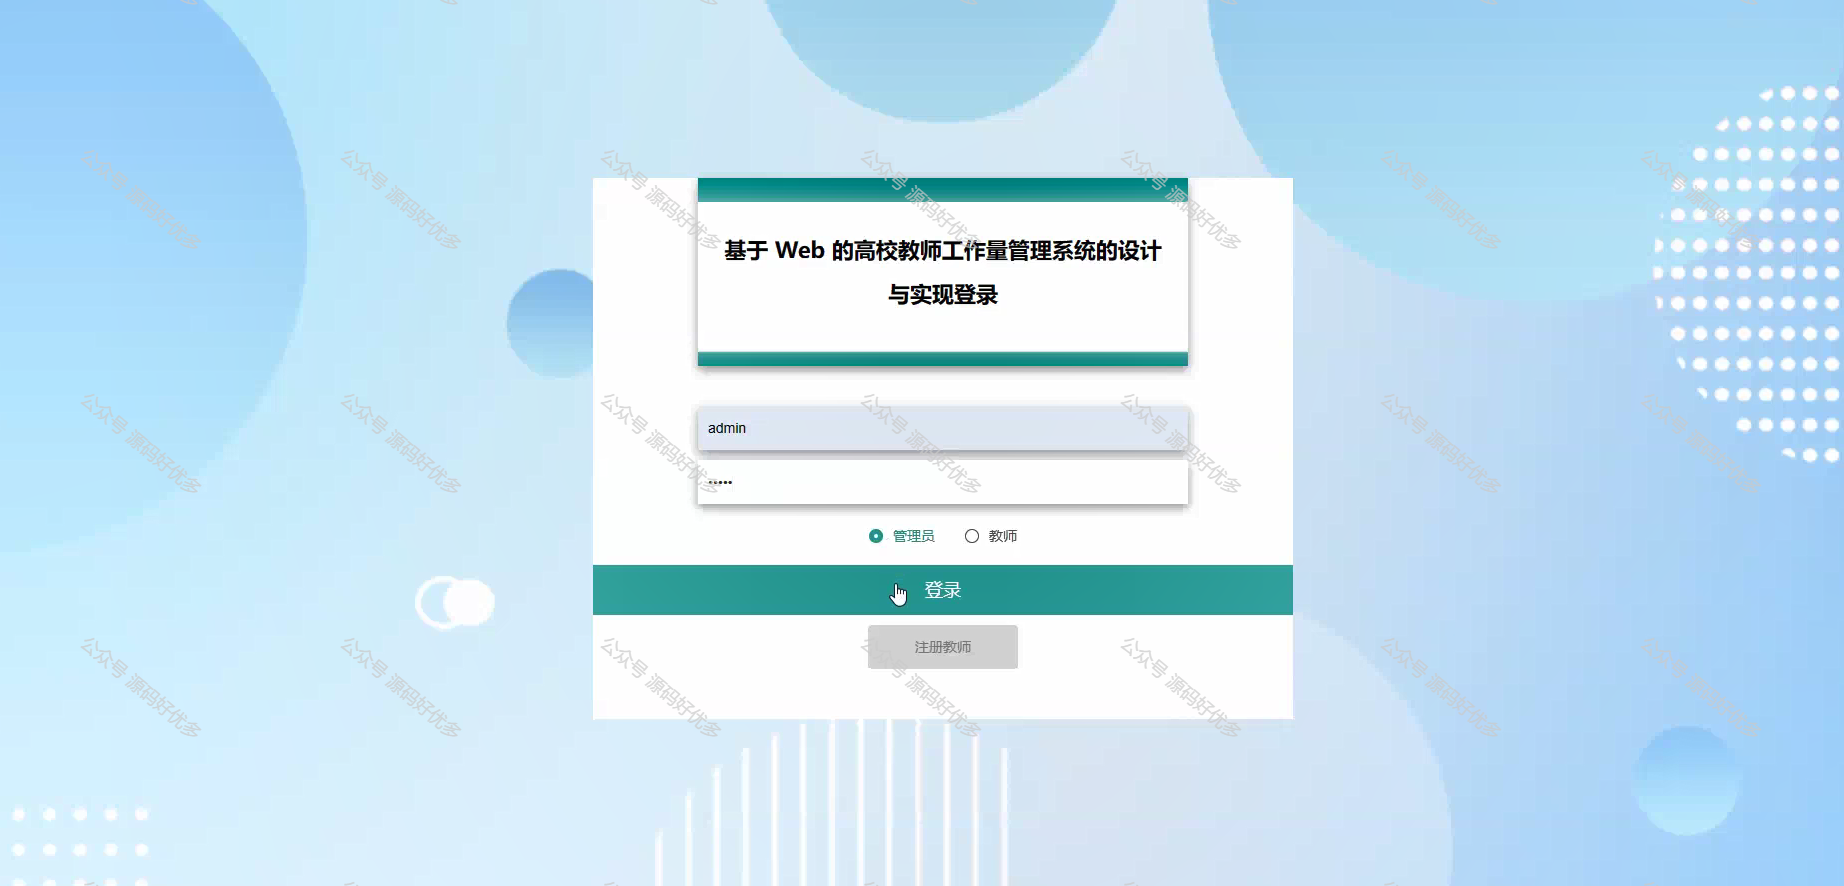 基于 Web 的高校教师工作量管理系统的设计
与实现登录
admin
•••••
管理员 教师
登录
注册教师
公众号 源码好优多